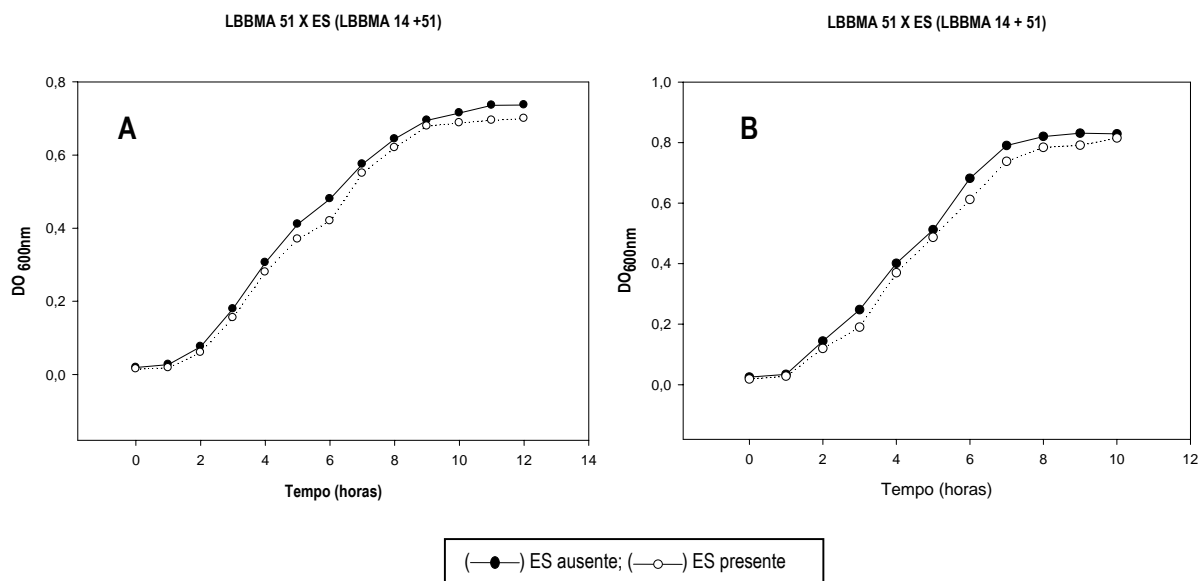 LBBMA 51 X ES (LBBMA 14 +51)
0,8
0,6
0,4
0,2
0,0
A
DO 600nm
0 2 4 6 8 10 12 14
Tempo (horas)
LBBMA 51 X ES (LBBMA 14 + 51)
1,0
0,8
0,6
0,4
0,2
0,0
B
DO600nm
0 2 4 6 8 10 12
Tempo (horas)
(—●—) ES ausente; (—○—) ES presente